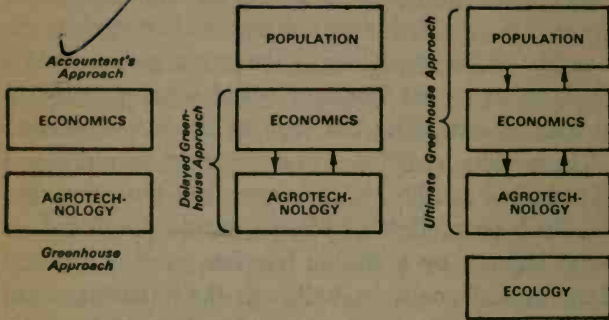 Accountant's
Approach
ECONOMICS
AGROTECH-
NOLOGY
Greenhouse
Approach
POPULATION
Delayed Green-
house Approach
ECONOMICS
AGROTECH-
NOLOGY
Ultimate Greenhouse Approach
POPULATION
ECONOMICS
AGROTECH-
NOLOGY
ECOLOGY